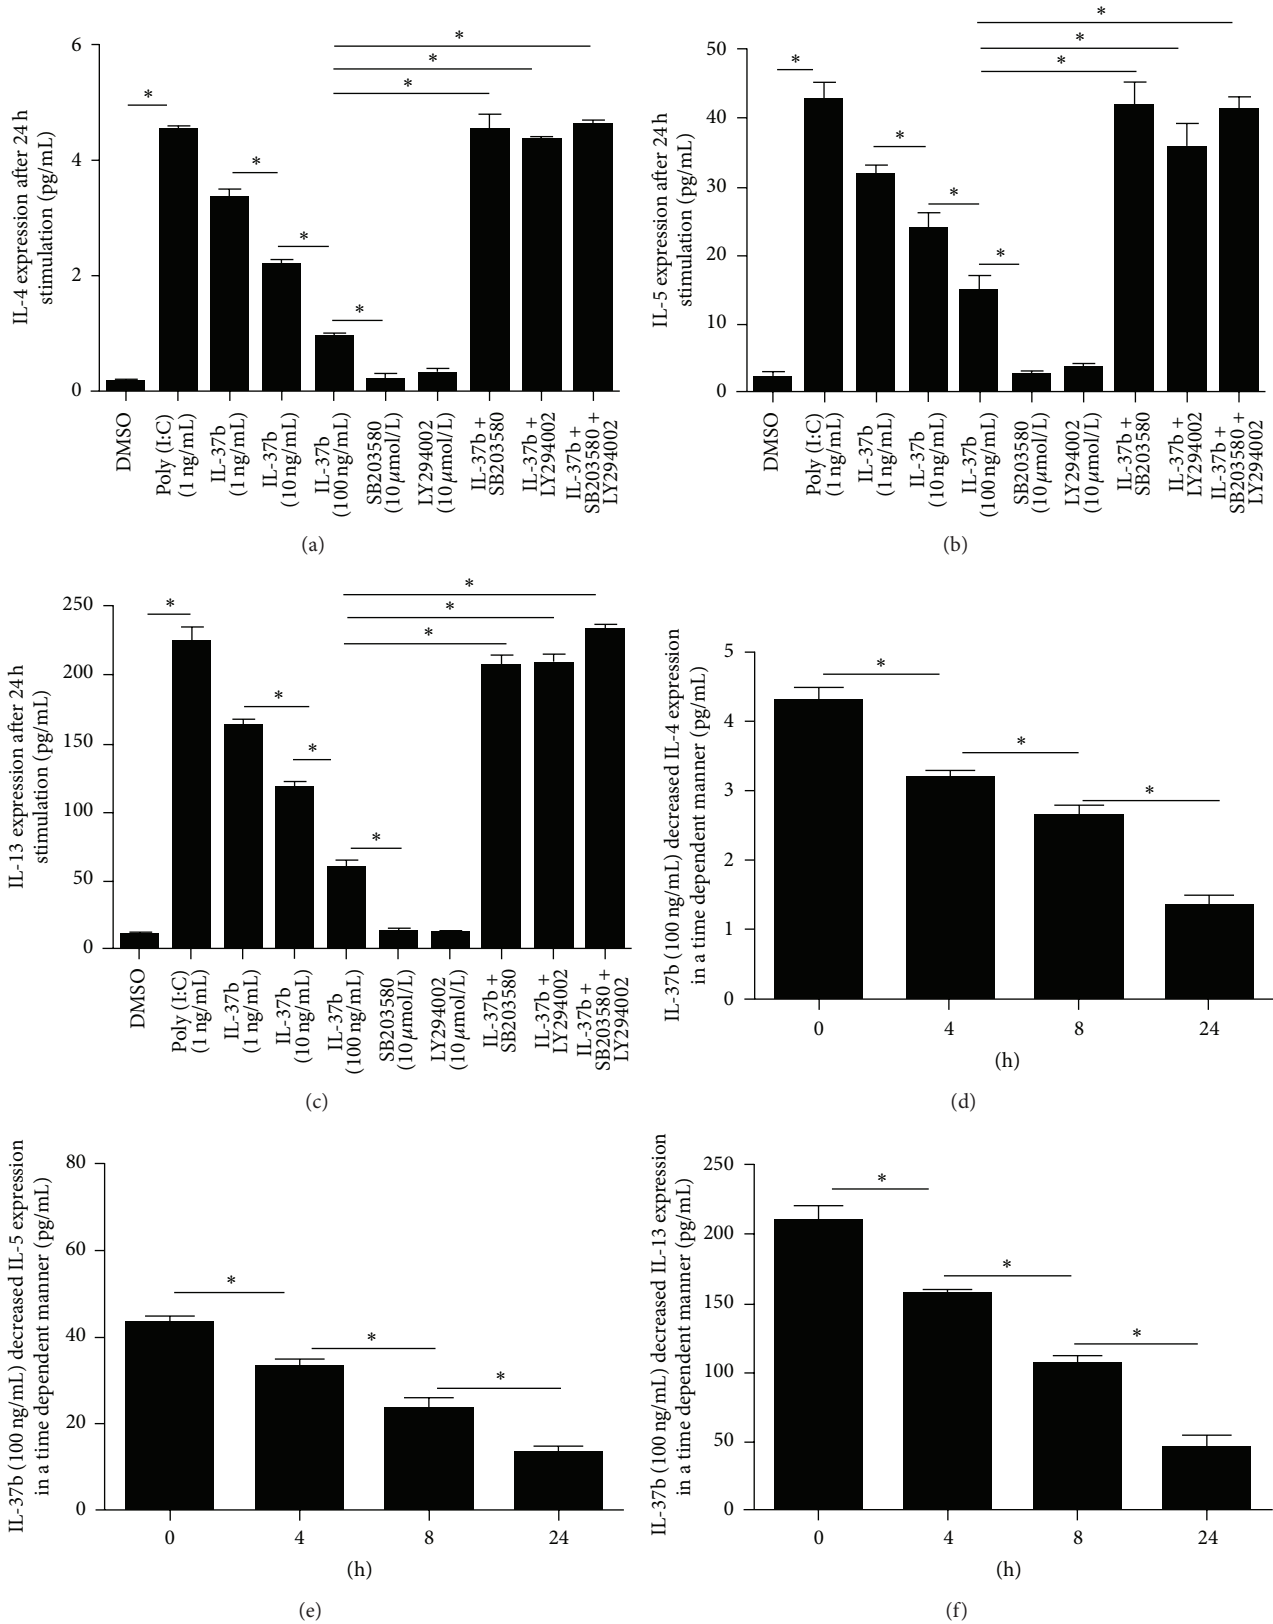 IL-4 expression after 24 h
stimulation (pg/mL)
6
4
2
0
*
*
*
*
*
*
*
DMSO
Poly (I:C)
(1 ng/mL)
IL-37b
(1 ng/mL)
IL-37b
(10 ng/mL)
IL-37b
(100 ng/mL)
SB203580
(10 μmol/L)
LY294002
(10 μmol/L)
IL-37b +
SB203580
IL-37b +
LY294002
IL-37b +
SB203580 +
LY294002
(a)
IL-5 expression after 24 h
stimulation (pg/mL)
50
40
30
20
10
0
*
*
*
*
*
*
*
DMSO
Poly (I:C)
(1 ng/mL)
IL-37b
(1 ng/mL)
IL-37b
(10 ng/mL)
IL-37b
(100 ng/mL)
SB203580
(10 μmol/L)
LY294002
(10 μmol/L)
IL-37b +
SB203580
IL-37b +
LY294002
IL-37b +
SB203580 +
LY294002
(b)
IL-13 expression after 24 h
stimulation (pg/mL)
250
200
150
100
50
0
*
*
*
*
*
*
*
DMSO
Poly (I:C)
(1 ng/mL)
IL-37b
(1 ng/mL)
IL-37b
(10 ng/mL)
IL-37b
(100 ng/mL)
SB203580
(10 μmol/L)
LY294002
(10 μmol/L)
IL-37b +
SB203580
IL-37b +
LY294002
IL-37b +
SB203580 +
LY294002
(c)
IL-37b (100 ng/mL) decreased IL-4 expression
in a time dependent manner (pg/mL)
5
4
3
2
1
0
*
*
*
0 4 8 24
(h)
(d)
IL-37b (100 ng/mL) decreased IL-5 expression
in a time dependent manner (pg/mL)
80
60
40
20
0
*
*
*
0 4 8 24
(h)
(e)
IL-37b (100 ng/mL) decreased IL-13 expression
in a time dependent manner (pg/mL)
250
200
150
100
50
0
*
*
*
0 4 8 24
(h)
(f)